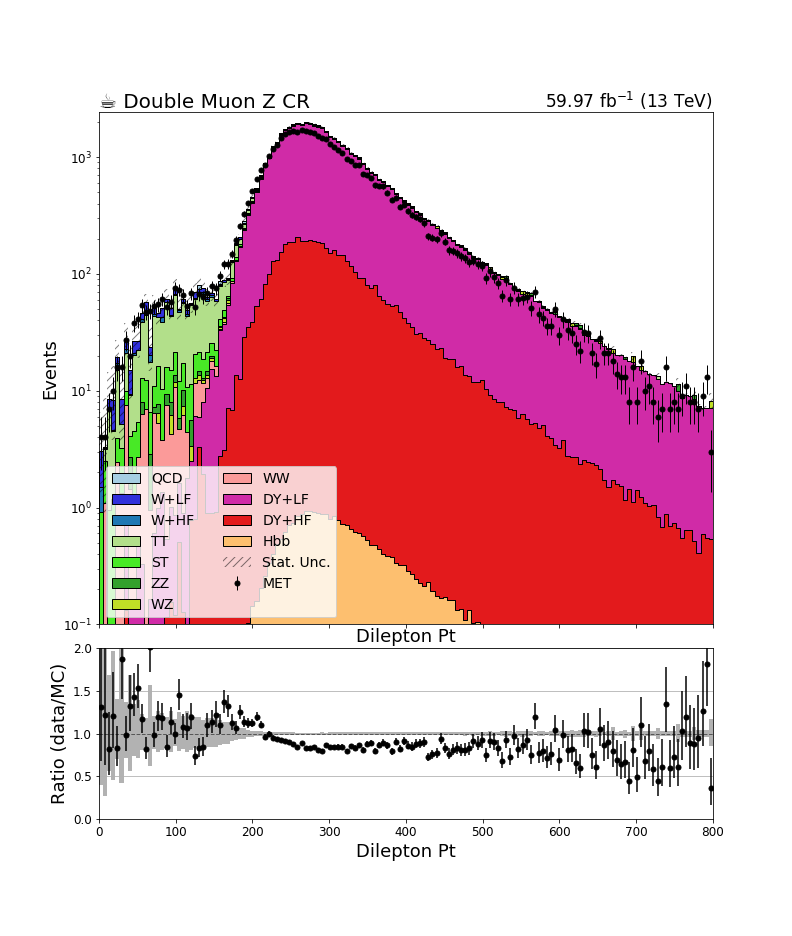 ☕ Double Muon Z CR
59.97 fb⁻¹ (13 TeV)
Events
10³
10²
10¹
10⁰
10⁻¹
QCD
W+LF
W+HF
TT
ST
ZZ
WZ
WW
DY+LF
DY+HF
Hbb
Stat. Unc.
MET
Dilepton Pt
Ratio (data/MC)
2.0
1.5
1.0
0.5
0.0
0 100 200 300 400 500 600 700 800
Dilepton Pt